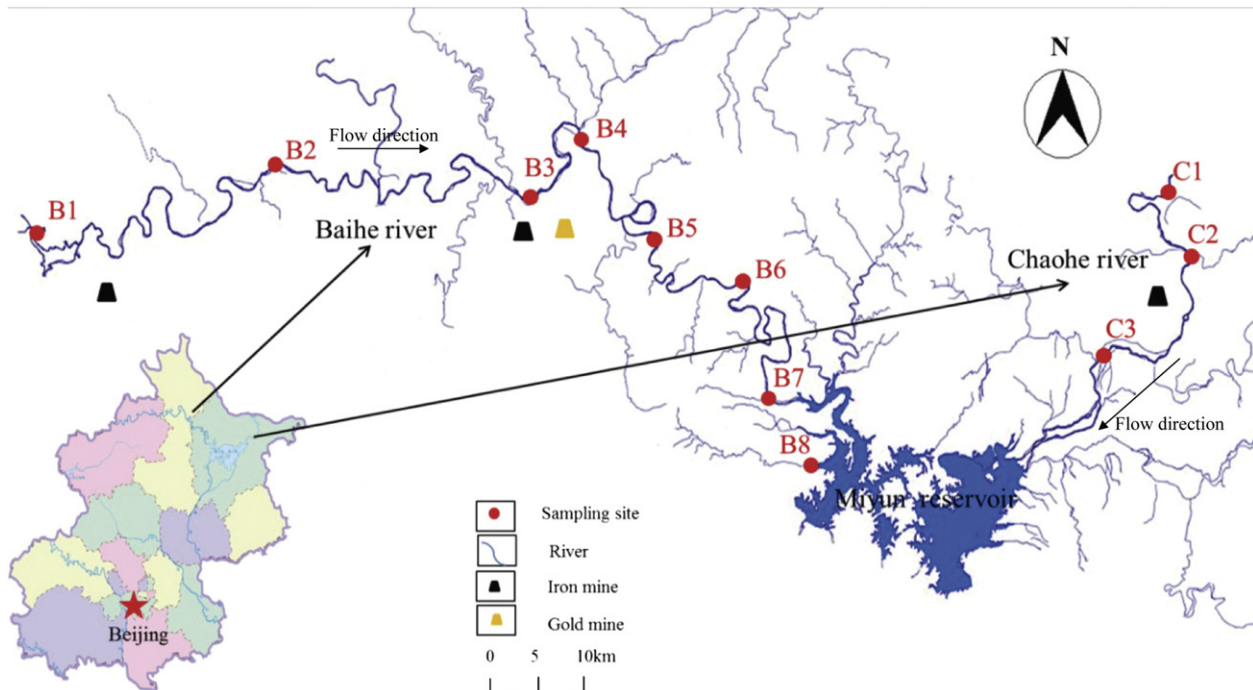 N
B4
Flow direction
B2
B3
C1
B1
Baihe river
B5
C2
Chaohe river
B6
C3
B7
Flow direction
B8
Miyun reservoir
Sampling site
River
Iron mine
Gold mine
Beijing
0 5 10km